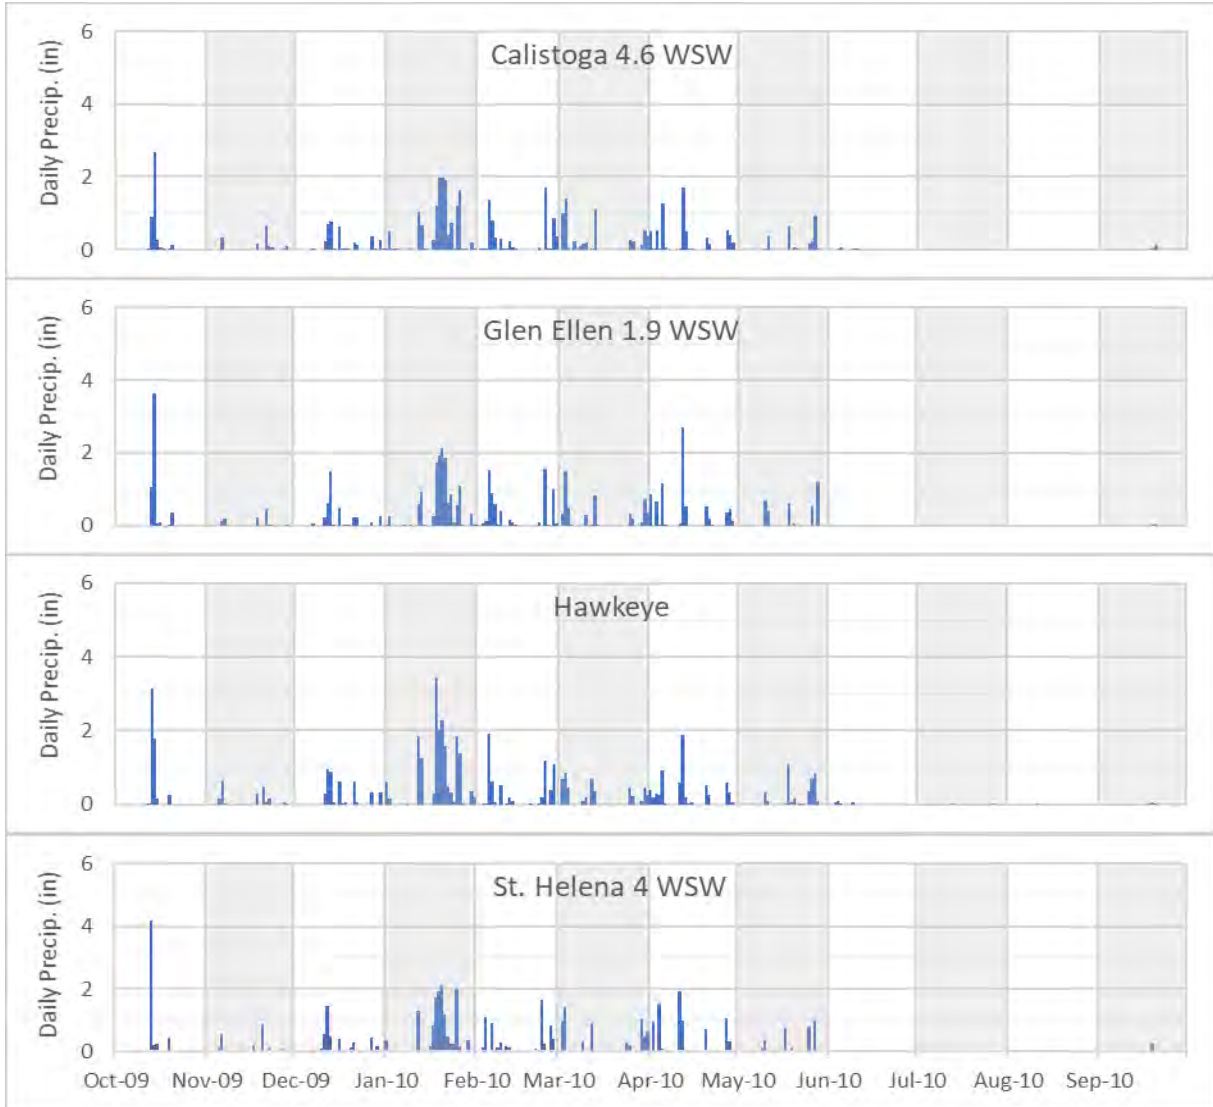 Calistoga 4.6 WSW
Daily Precip. (in)
6
4
2
0
Glen Ellen 1.9 WSW
Daily Precip. (in)
6
4
2
0
Hawkeye
Daily Precip. (in)
6
4
2
0
St. Helena 4 WSW
Daily Precip. (in)
6
4
2
0
Oct-09 Nov-09 Dec-09 Jan-10 Feb-10 Mar-10 Apr-10 May-10 Jun-10 Jul-10 Aug-10 Sep-10